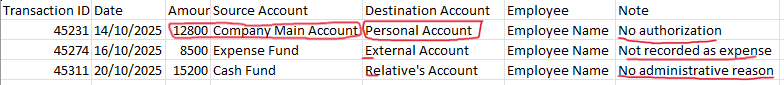 Transaction ID Date Amour Source Account Destination Account Employee Note
45231 14/10/2025 12800 Company Main Account Personal Account Employee Name No authorization
45274 16/10/2025 8500 Expense Fund External Account Employee Name Not recorded as expense
45311 20/10/2025 15200 Cash Fund Relative's Account Employee Name No administrative reason